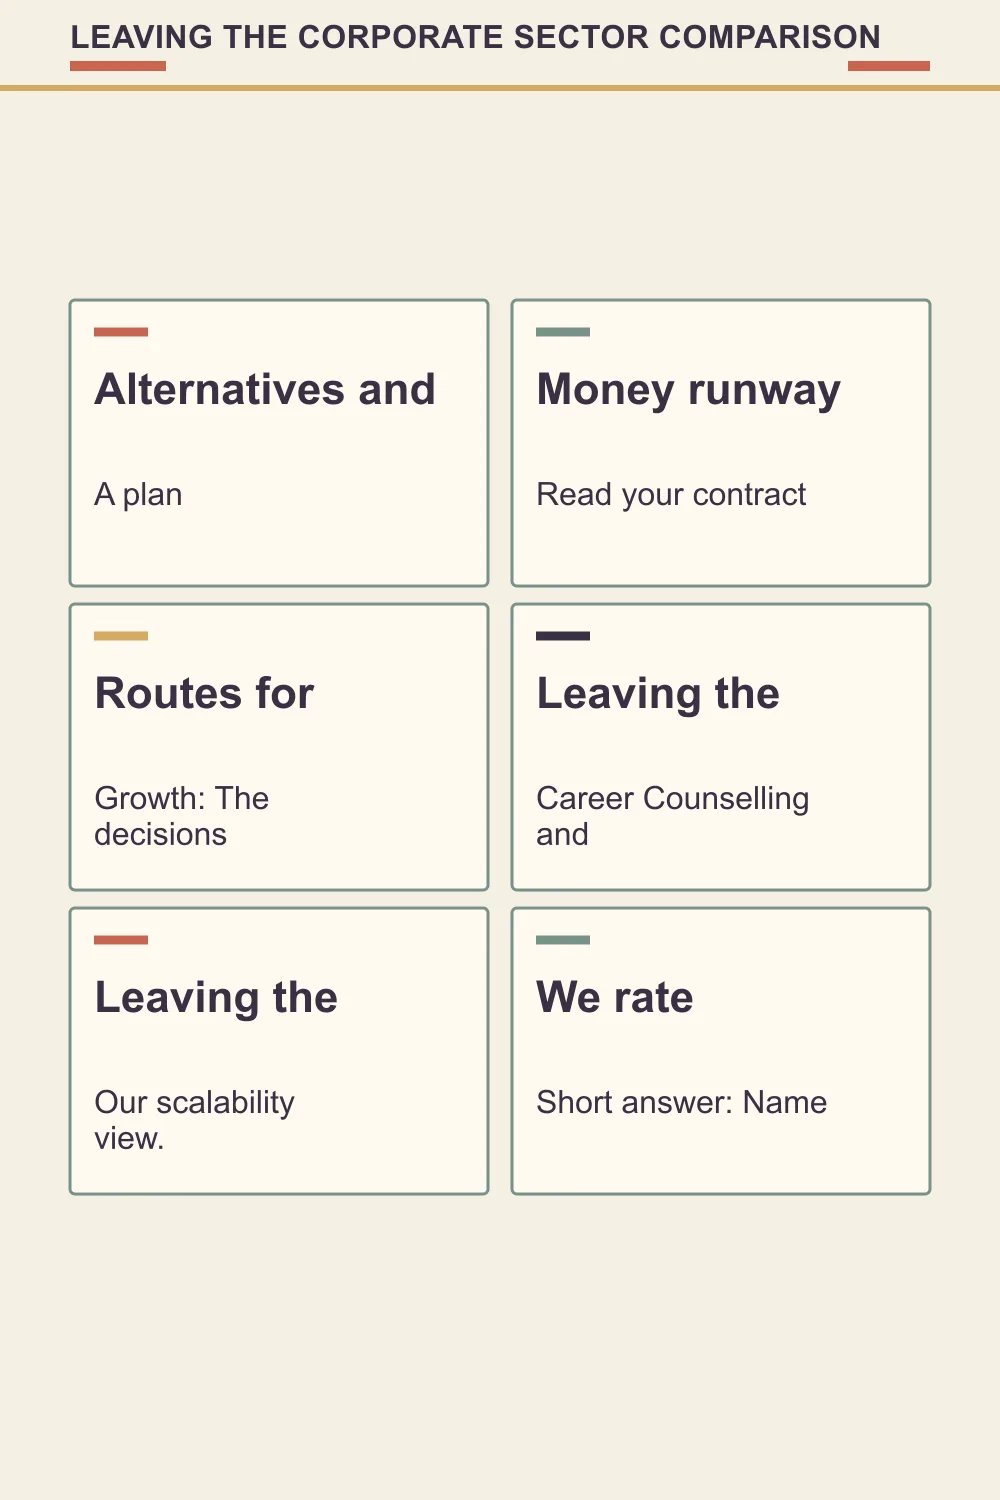 LEAVING THE CORPORATE SECTOR COMPARISON
Alternatives and
A plan
Money runway
Read your contract
Routes for
Growth: The
decisions
Leaving the
Career Counselling
and
Leaving the
Our scalability
view.
We rate
Short answer: Name